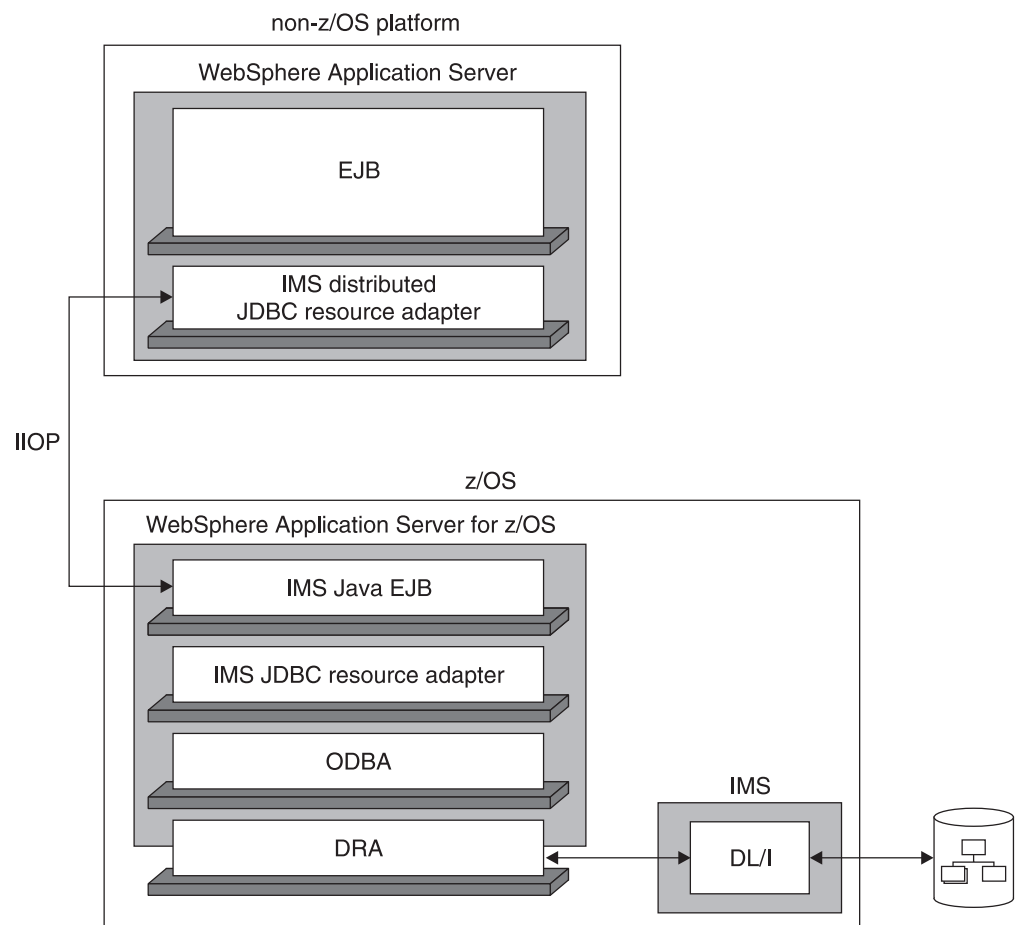 non-z/OS platform
WebSphere Application Server
EJB
IMS distributed
JDBC resource adapter
IIOP
z/OS
WebSphere Application Server for z/OS
IMS Java EJB
IMS JDBC resource adapter
ODBA
IMS
DRA
DL/I